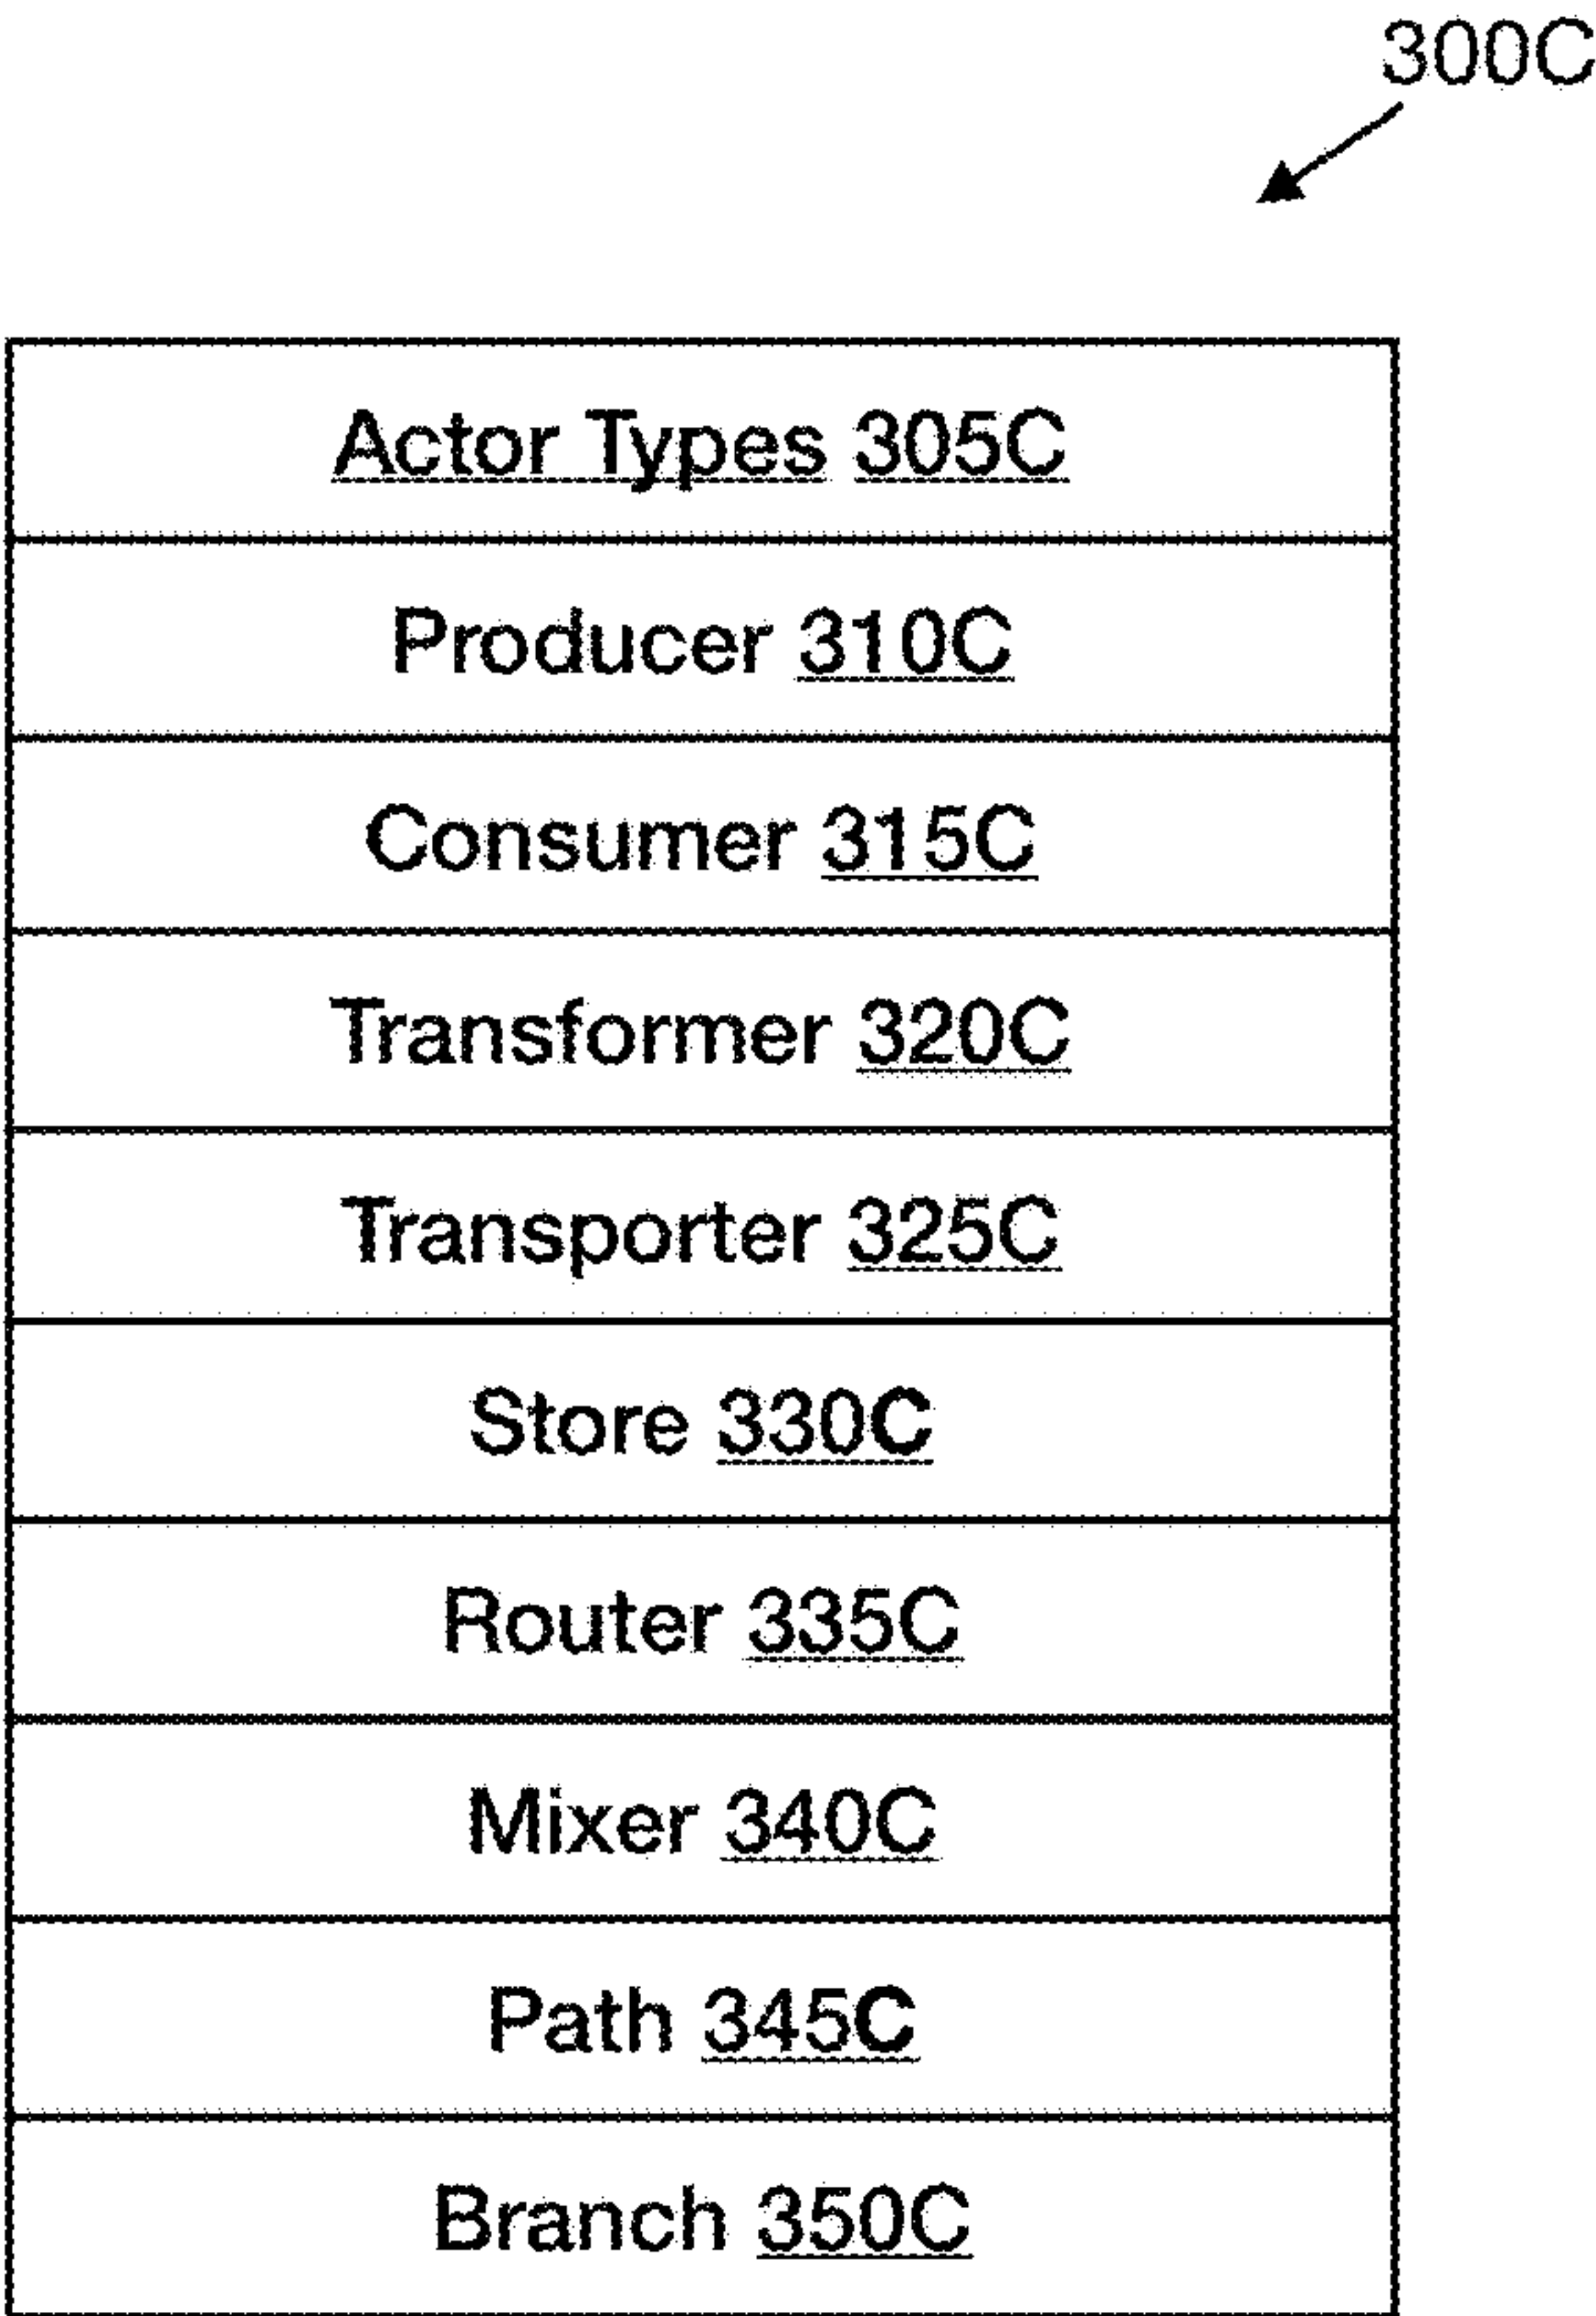 300C
Actor Types 305C
Producer 310C
Consumer 315C
Transformer 320C
Transporter 325C
Store 330C
Router 335C
Mixer 340C
Path 345C
Branch 350C